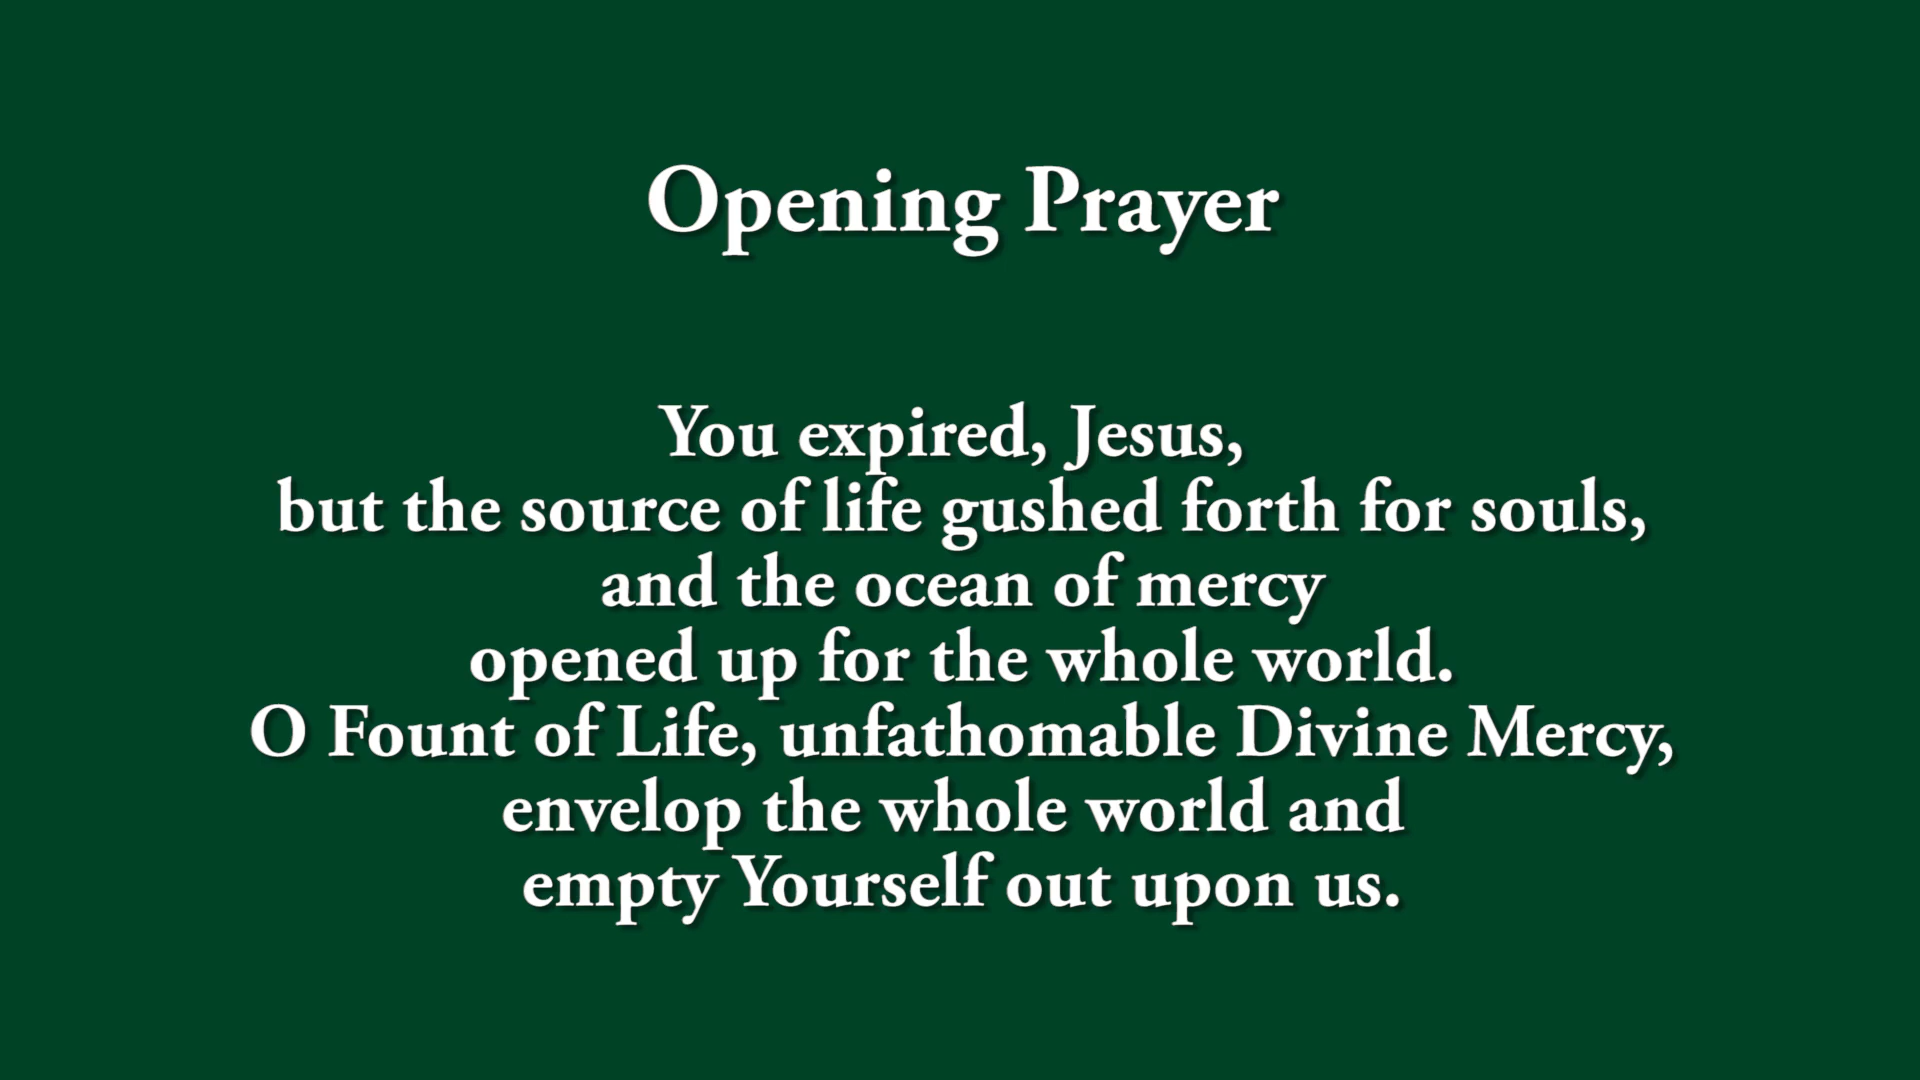 Opening Prayer
You expired, Jesus,
but the source of life gushed forth for souls,
and the ocean of mercy
opened up for the whole world.
O Fount of Life, unfathomable Divine Mercy,
envelop the whole world and
empty Yourself out upon us.